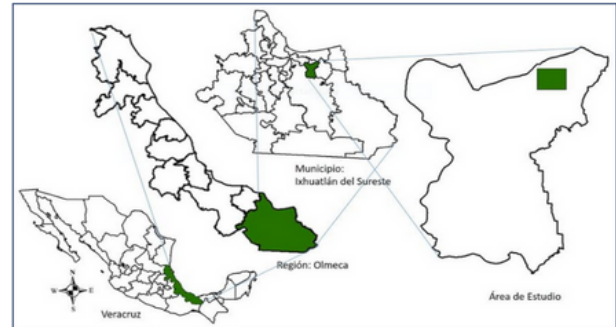 Municipio:
Ixhuatlán del Sureste
Región: Olmeca
Área de Estudio
N
W E
S
Veracruz